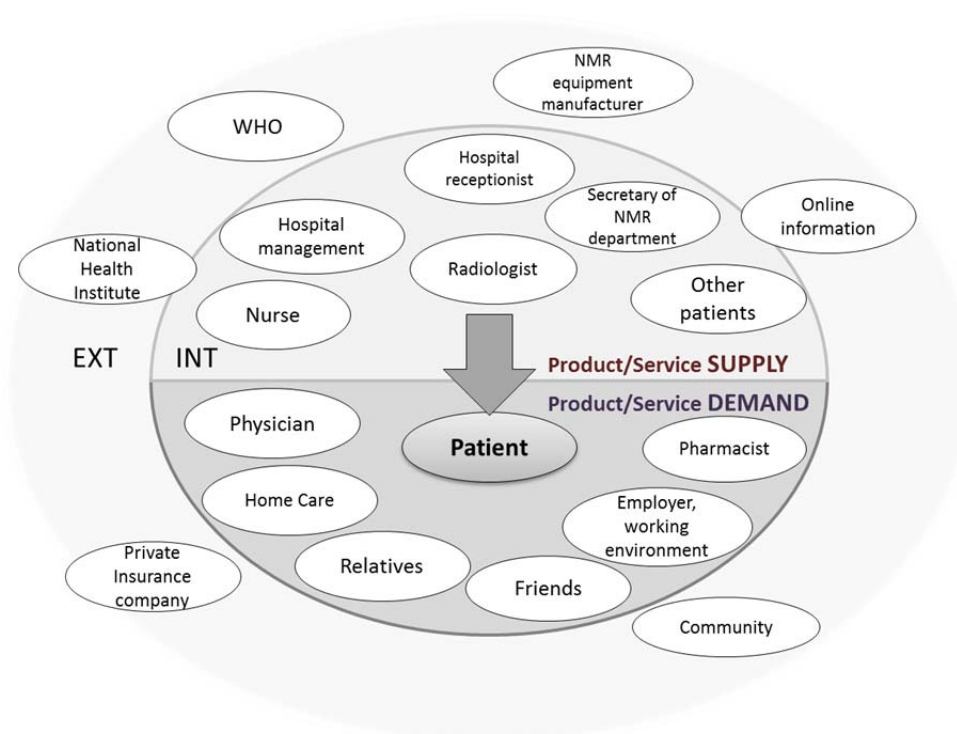 NMR
equipment
manufacturer
WHO
Hospital
receptionist
Secretary of
NMR
department
Online
information
Hospital
management
National
Health
Institute
Radiologist
Other
patients
Nurse
EXT
INT
Product/Service SUPPLY
Product/Service DEMAND
Physician
Patient
Pharmacist
Home Care
Employer,
working
environment
Private
Insurance
company
Relatives
Friends
Community